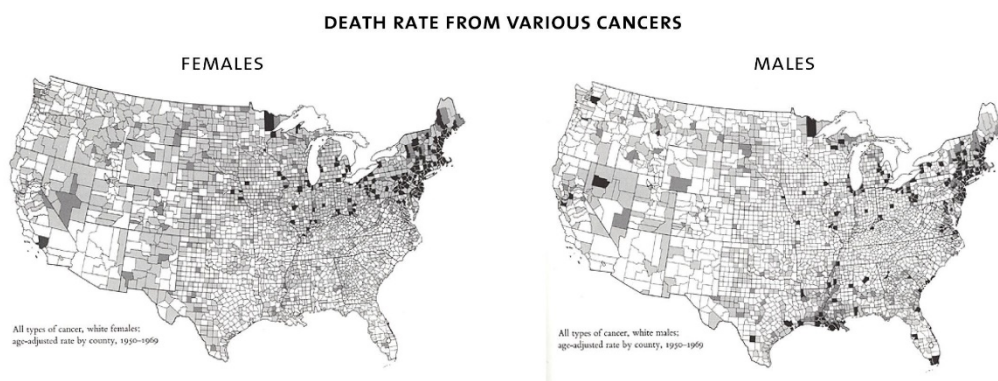 DEATH RATE FROM VARIOUS CANCERS
FEMALES
MALES
All types of cancer, white females;
age-adjusted rate by county, 1950–1969
All types of cancer, white males;
age-adjusted rate by county, 1950–1969